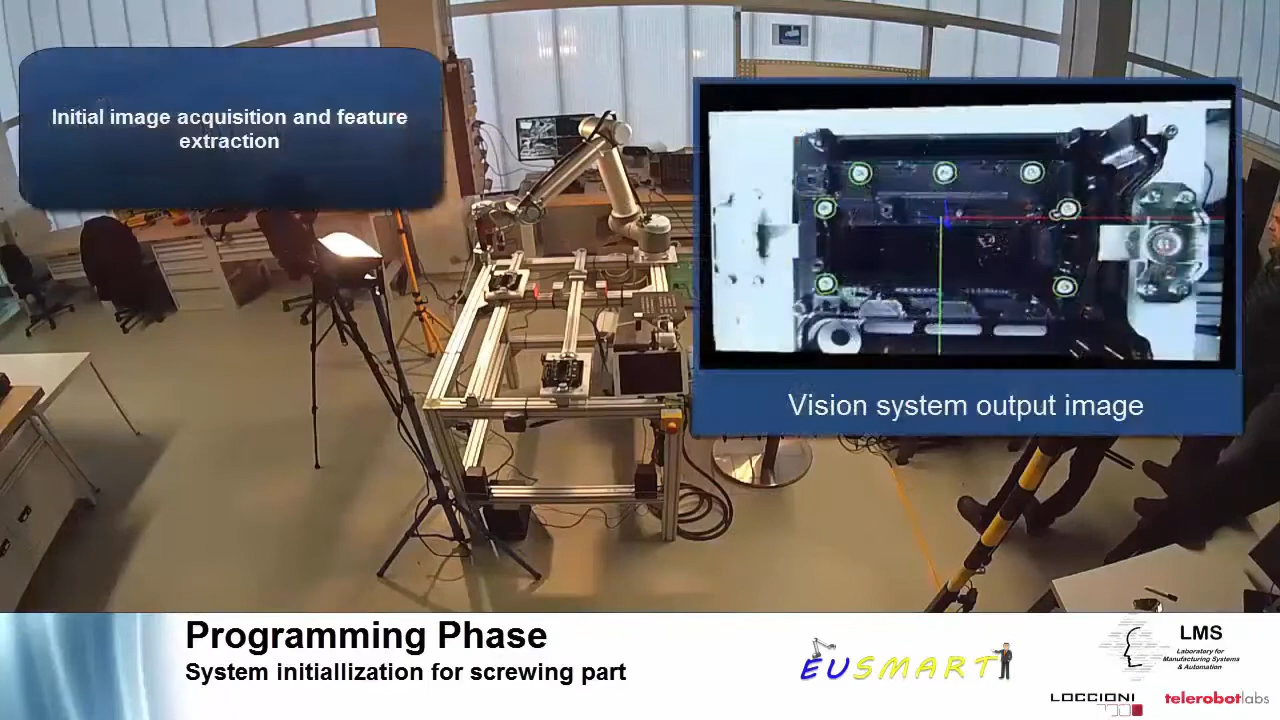 Initial image acquisition and feature
extraction
Vision system output image
Programming Phase
System initiallization for screwing part
EUSMART
LMS
Laboratory for
Manufacturing Systems
& Automation
LOCCIONI
telerobotlabs